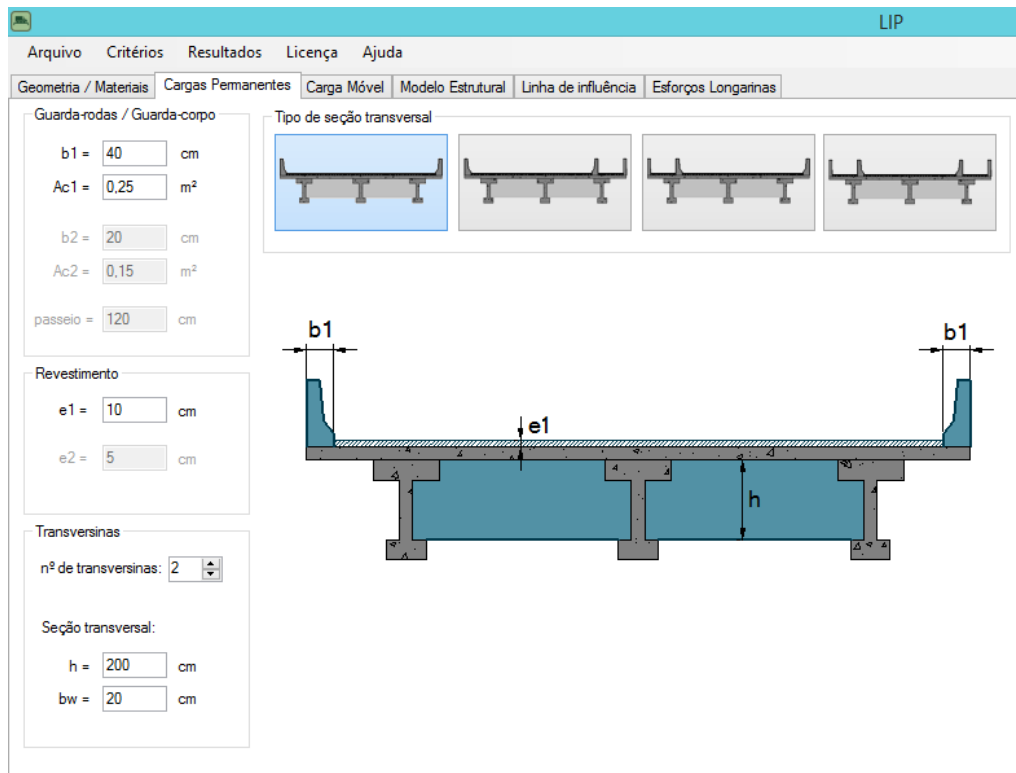 LIP
Arquivo Critérios Resultados Licença Ajuda
Geometria / Materiais Cargas Permanentes Carga Móvel Modelo Estrutural Linha de influência Esforços Longarinas
Guarda-rodas / Guarda-corpo
b1 = 40 cm
Ac1 = 0,25 m²
b2 = 20 cm
Ac2 = 0,15 m²
passeio = 120 cm
Revestimento
e1 = 10 cm
e2 = 5 cm
Transversinas
nº de transversinas: 2
Seção transversal:
h = 200 cm
bw = 20 cm
Tipo de seção transversal
b1 b1
e1
h